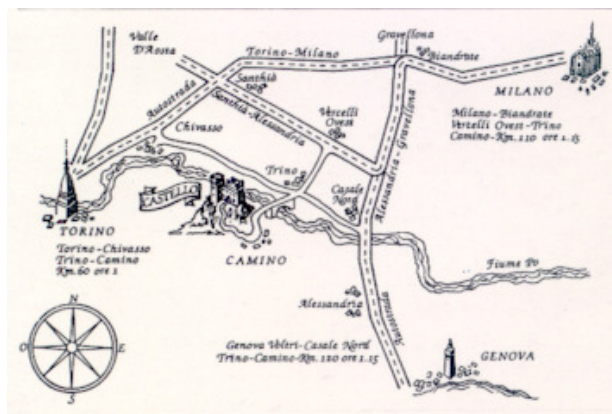 Valle
D'Aosta
Torino-Milano
Gravellona
Biandrate
MILANO
Milano-Biandrate
Vercelli Ovest-Trino
Camino-Km.110 ore 1.15
Autostrada
Santhià
Santhià-Alessandria
Vercelli
Ovest
Alessandria-Gravellona
Chivasso
Trino
Casale
Nord
CASTELLO
TORINO
Torino-Chivasso
Trino-Camino
Km.60 ore 1
CAMINO
Fiume Po
Alessandria
Autostrada
Genova Voltri-Casale Nord
Trino-Camino-Km. 120 ore 1.15
GENOVA
N
O
E
S